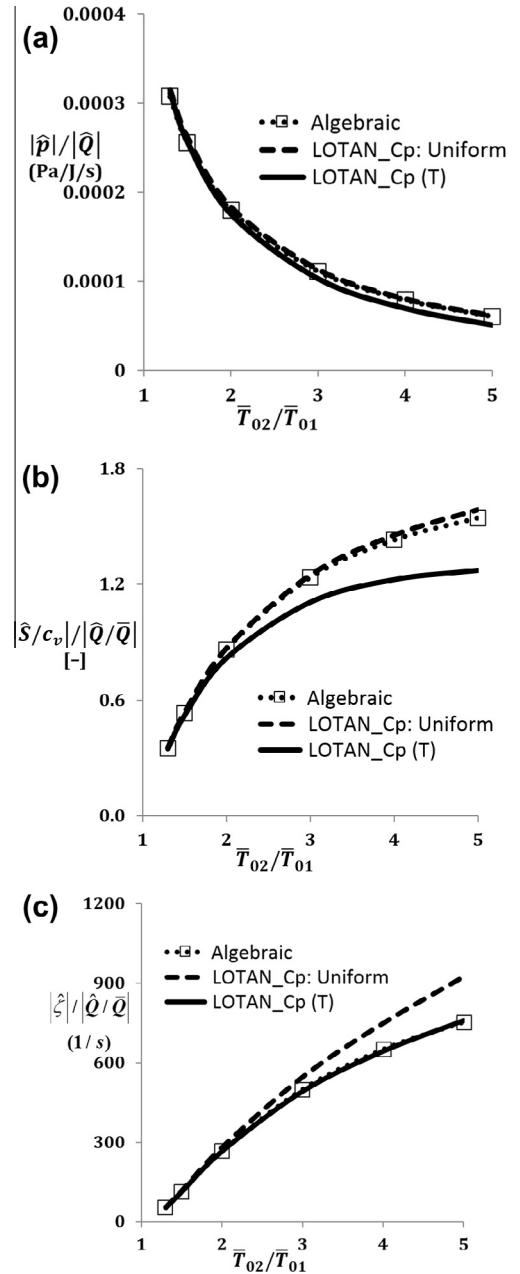 (a)
0.0004
0.0003
0.0002
0.0001
0
|p̂|/|Q̂|
(Pa/J/s)
Algebraic
LOTAN_Cp: Uniform
LOTAN_Cp (T)
1 2 3 4 5
T̅02/T̅01
(b)
1.8
1.2
0.6
0.0
|Ŝ/cv|/|Q̂/Q̅|
[-]
Algebraic
LOTAN_Cp: Uniform
LOTAN_Cp (T)
1 2 3 4 5
T̅02/T̅01
(c)
1200
900
600
300
0
|ζ̂|/|Q̂/Q̅|
(1/s)
Algebraic
LOTAN_Cp: Uniform
LOTAN_Cp (T)
1 2 3 4 5
T̅02/T̅01